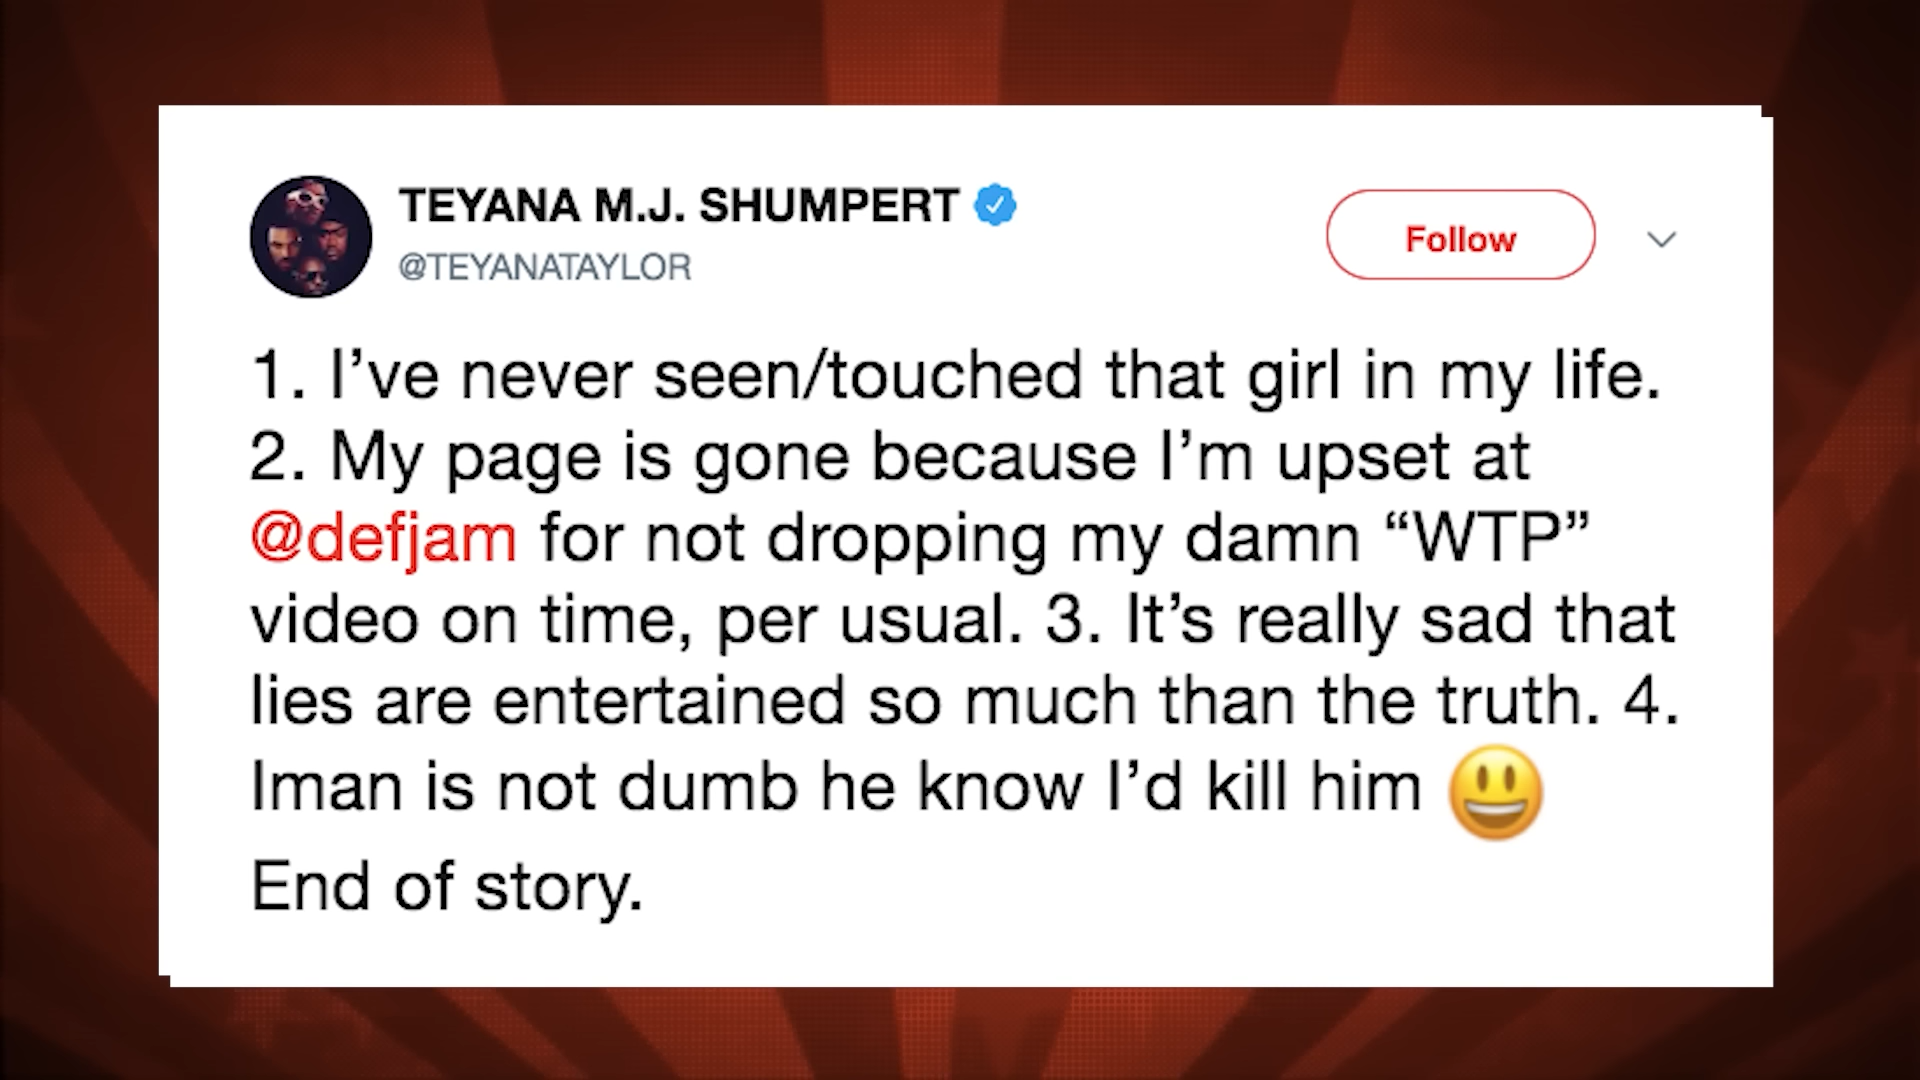 TEYANA M.J. SHUMPERT
@TEYANATAYLOR
Follow
1. I’ve never seen/touched that girl in my life.
2. My page is gone because I’m upset at
@defjam for not dropping my damn “WTP”
video on time, per usual. 3. It’s really sad that
lies are entertained so much than the truth. 4.
Iman is not dumb he know I’d kill him 😃
End of story.